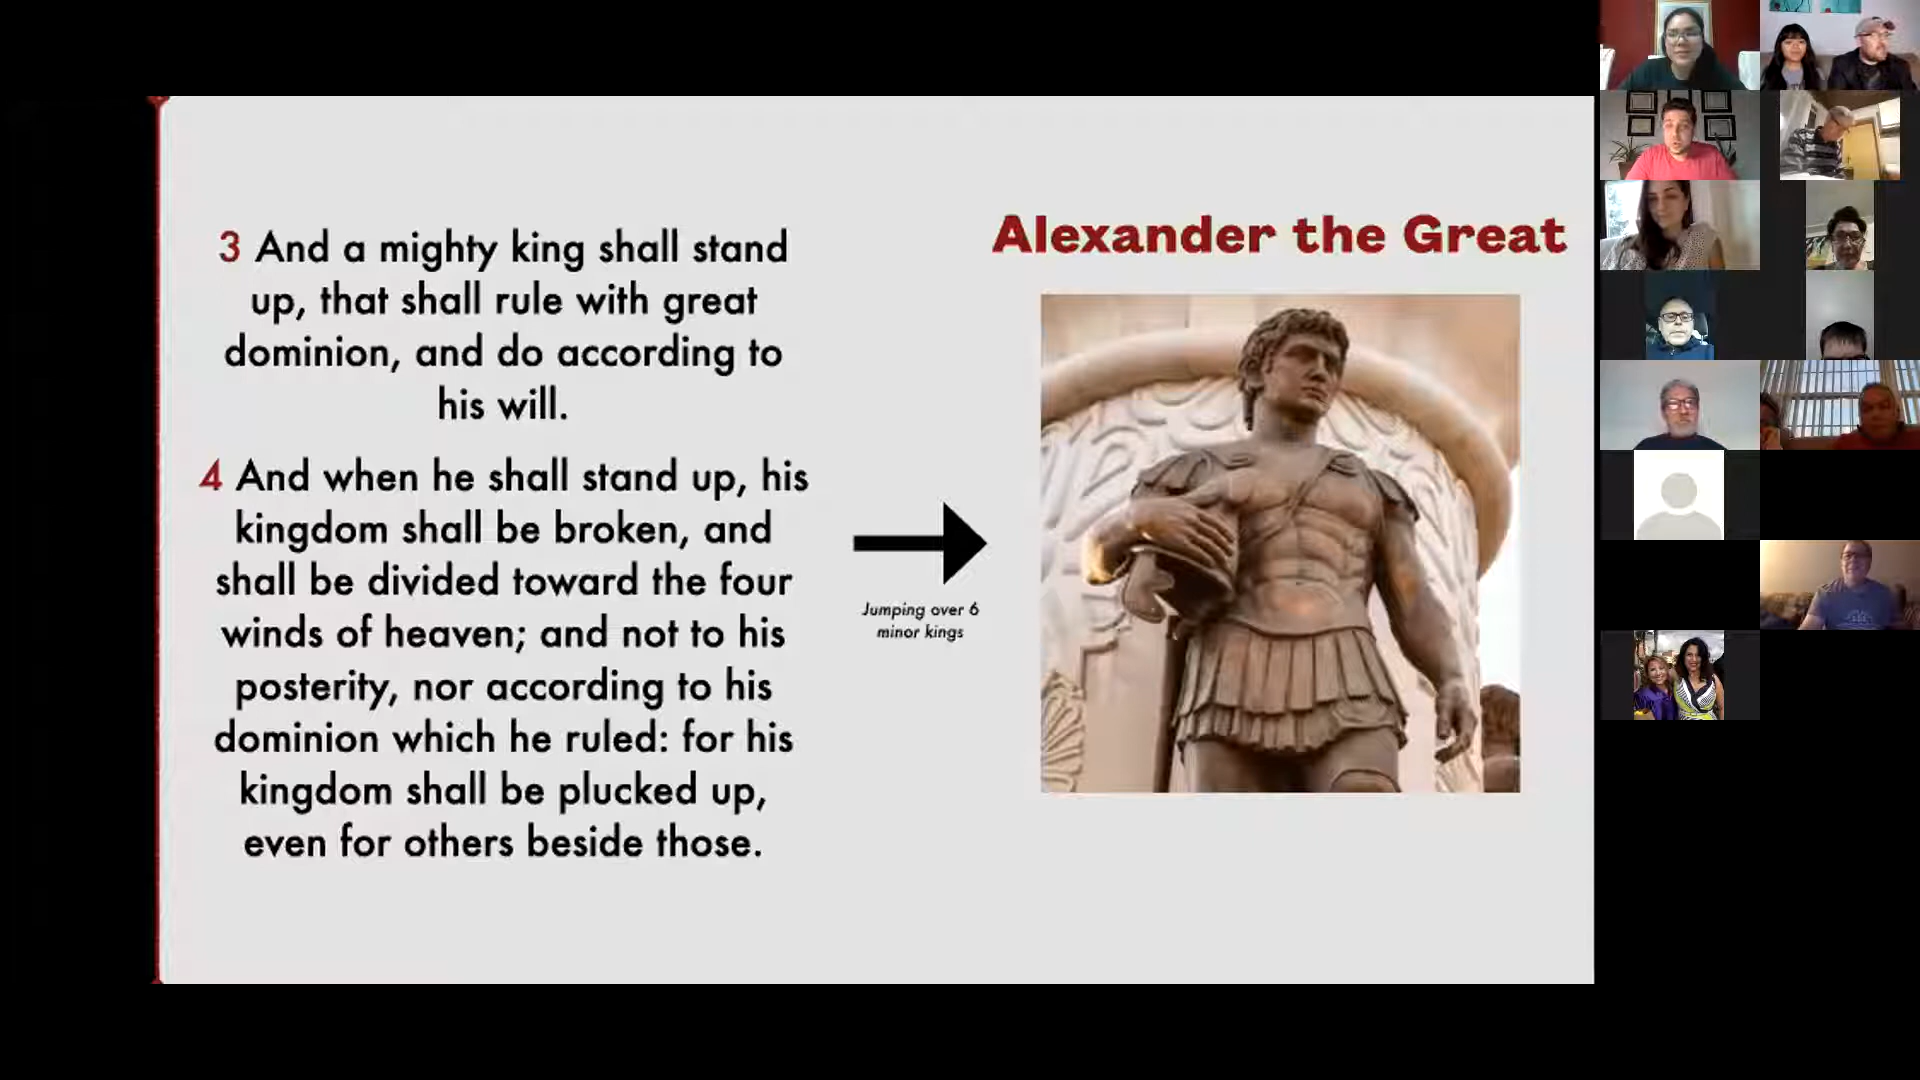 3 And a mighty king shall stand
up, that shall rule with great
dominion, and do according to
his will.
4 And when he shall stand up, his
kingdom shall be broken, and
shall be divided toward the four
winds of heaven; and not to his
posterity, nor according to his
dominion which he ruled: for his
kingdom shall be plucked up,
even for others beside those.
Jumping over 6
minor kings
Alexander the Great